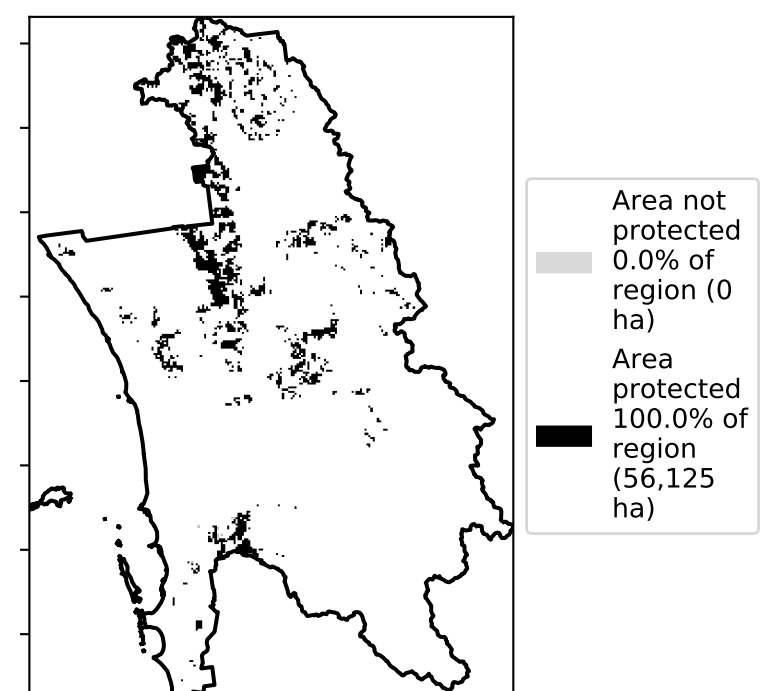 Area not
protected
0.0% of
region (0
ha)
Area
protected
100.0% of
region
(56,125
ha)